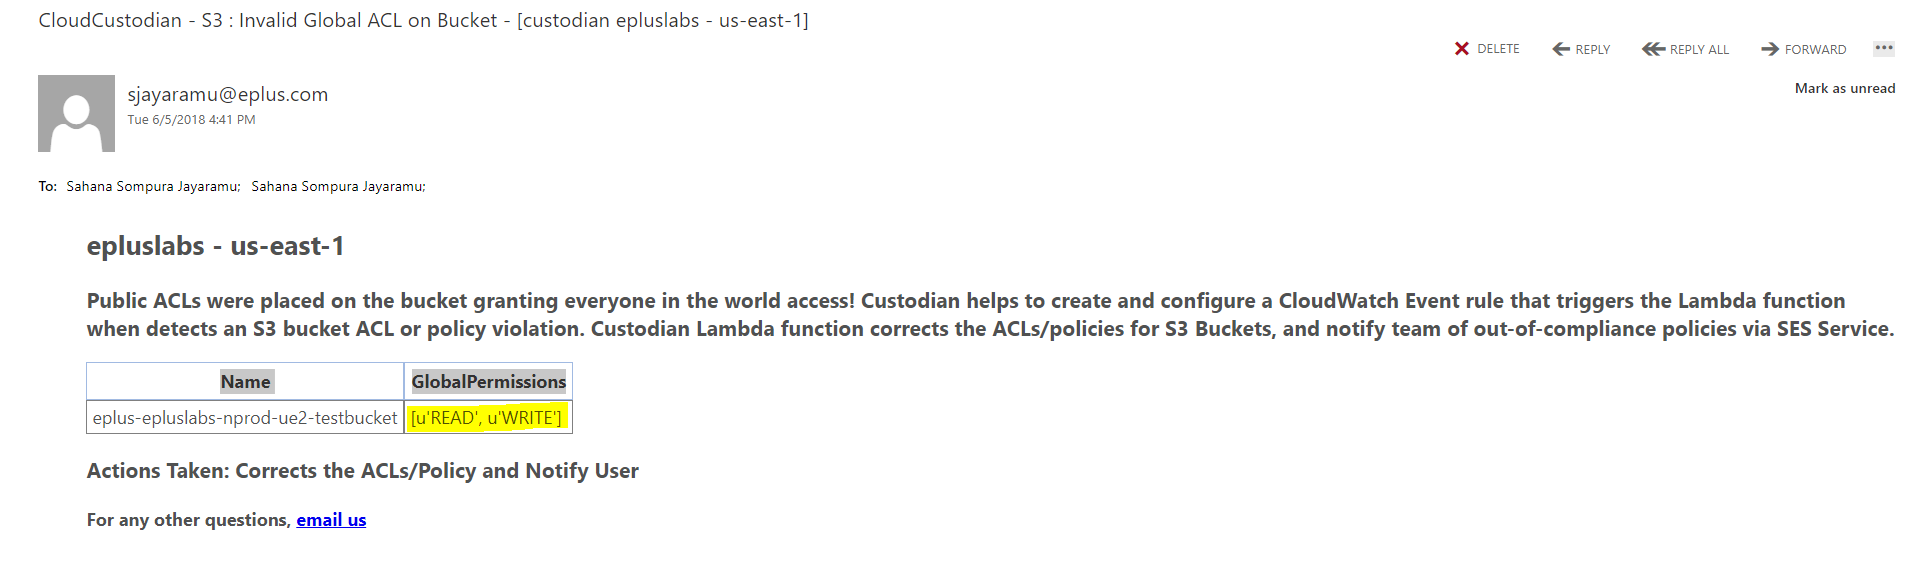 CloudCustodian - S3 : Invalid Global ACL on Bucket - [custodian epluslabs - us-east-1]
DELETE REPLY REPLY ALL FORWARD •••
sjayaramu@eplus.com
Mark as unread
Tue 6/5/2018 4:41 PM
To: Sahana Sompura Jayaramu; Sahana Sompura Jayaramu;
epluslabs - us-east-1
Public ACLs were placed on the bucket granting everyone in the world access! Custodian helps to create and configure a CloudWatch Event rule that triggers the Lambda function
when detects an S3 bucket ACL or policy violation. Custodian Lambda function corrects the ACLs/policies for S3 Buckets, and notify team of out-of-compliance policies via SES Service.
Name GlobalPermissions
eplus-epluslabs-nprod-ue2-testbucket [u'READ', u'WRITE']
Actions Taken: Corrects the ACLs/Policy and Notify User
For any other questions, email us